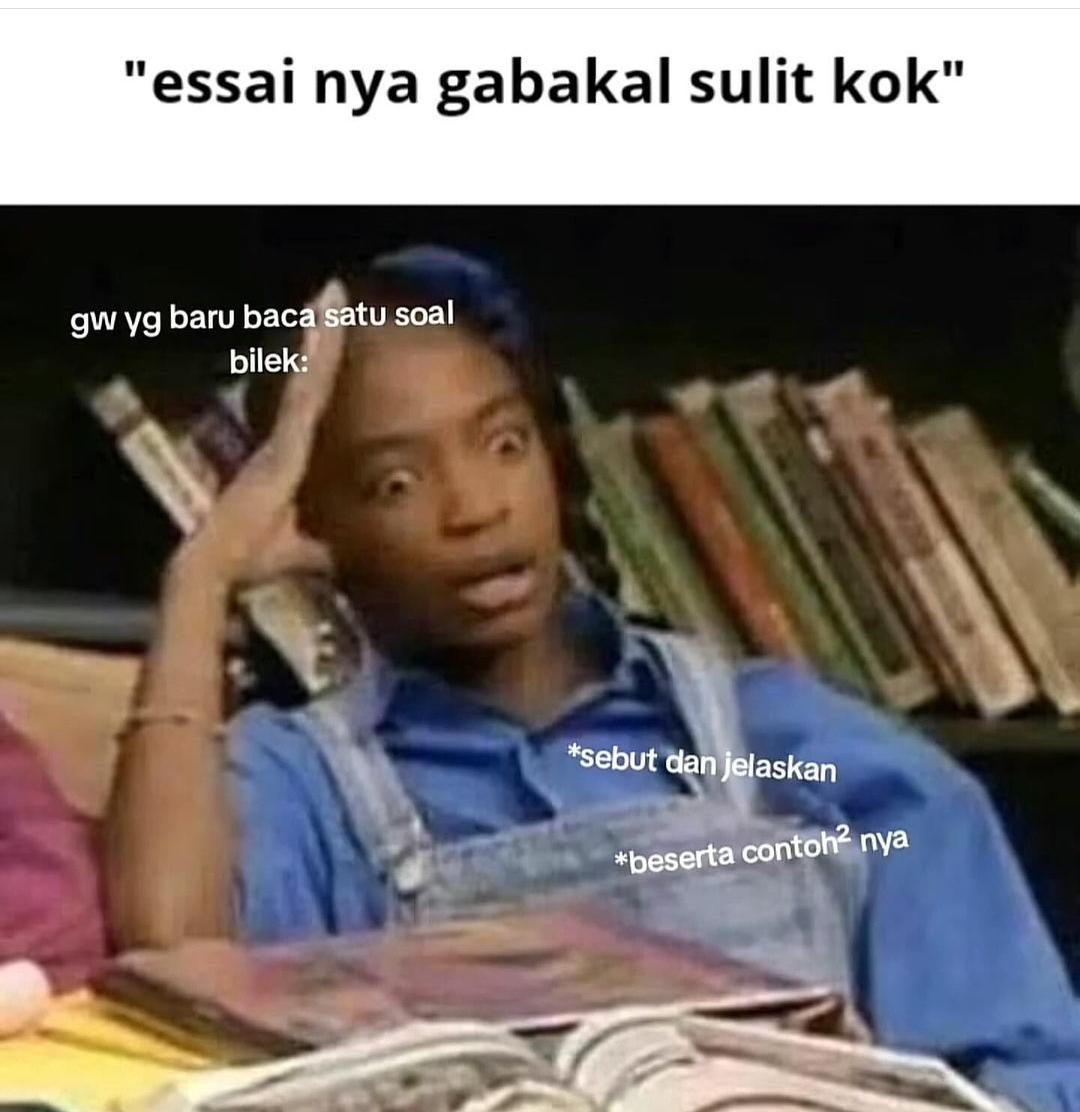 "essai nya gabakal sulit kok"
gw yg baru baca satu soal
bilek:
*sebut dan jelaskan
*beserta contoh² nya